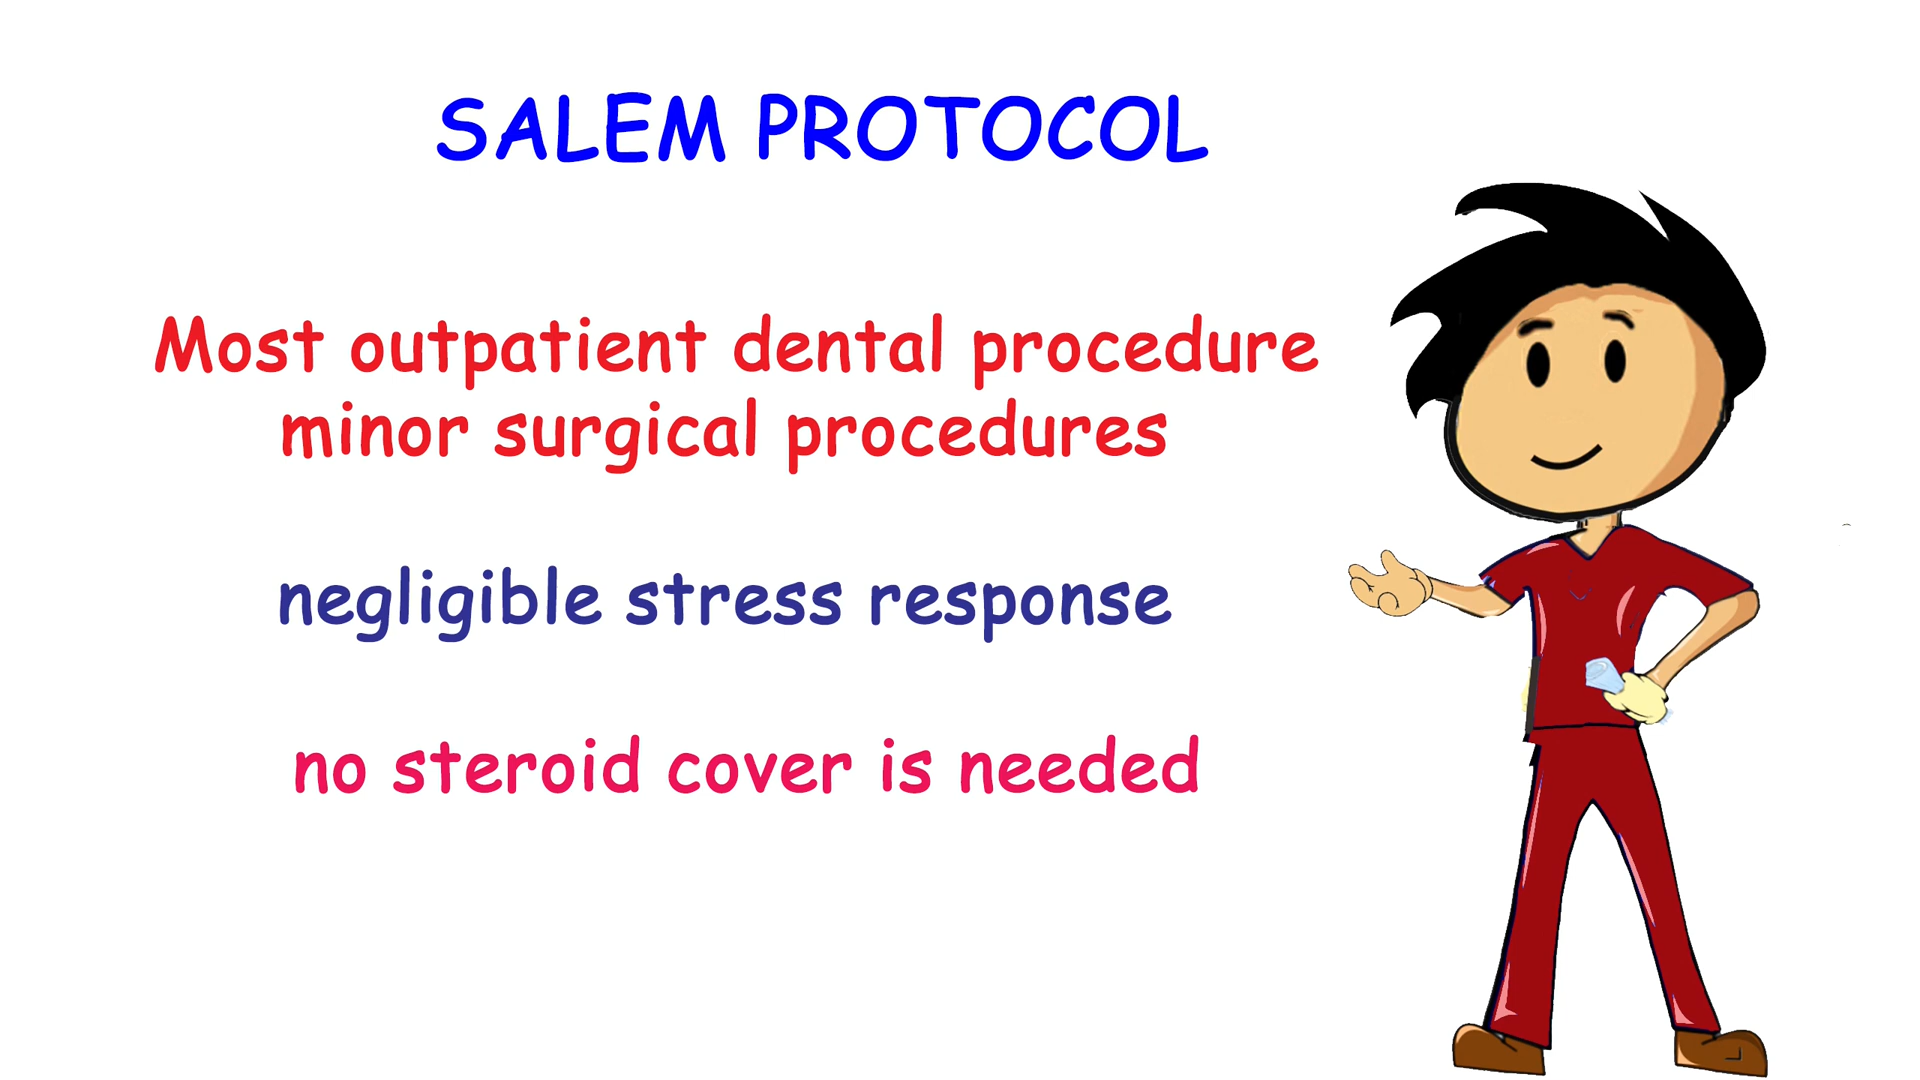 SALEM PROTOCOL
Most outpatient dental procedure
minor surgical procedures
negligible stress response
no steroid cover is needed